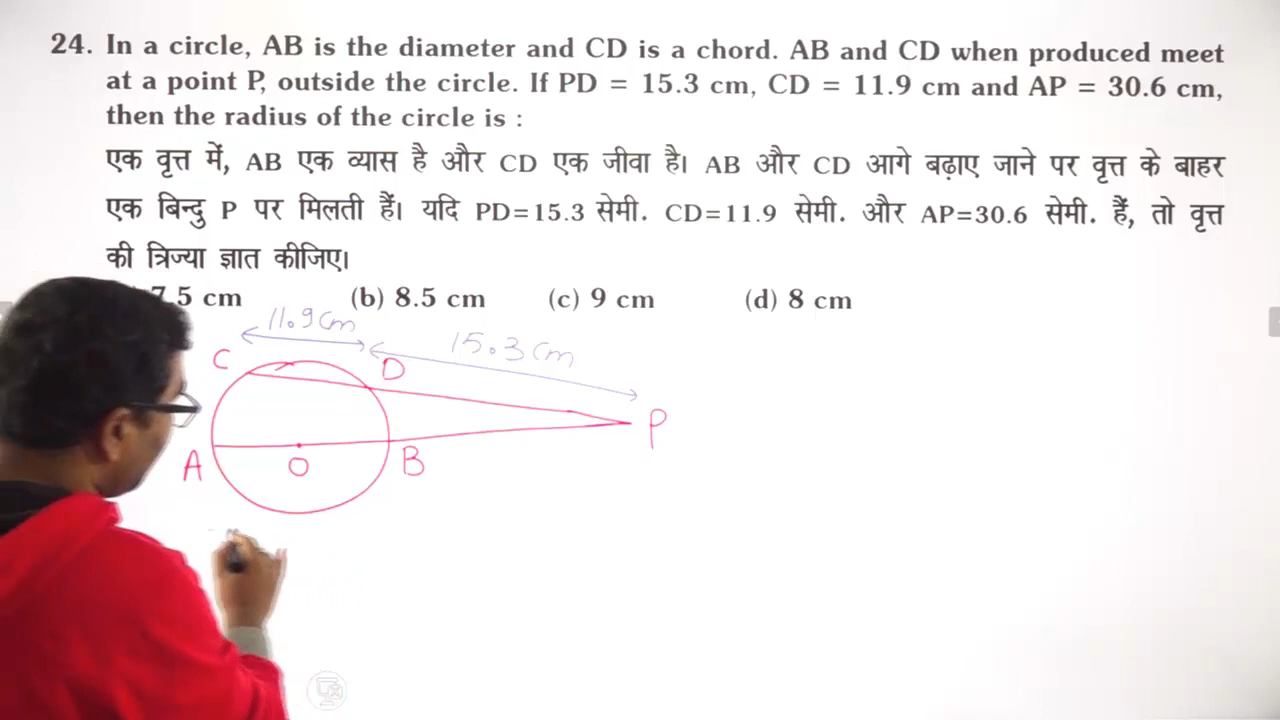 24. In a circle, AB is the diameter and CD is a chord. AB and CD when produced meet
at a point P, outside the circle. If PD = 15.3 cm, CD = 11.9 cm and AP = 30.6 cm,
then the radius of the circle is :
एक वृत्त में, AB एक व्यास है और CD एक जीवा है। AB और CD आगे बढ़ाए जाने पर वृत्त के बाहर
एक बिन्दु P पर मिलती हैं। यदि PD=15.3 सेमी. CD=11.9 सेमी. और AP=30.6 सेमी. हैं, तो वृत्त
की त्रिज्या ज्ञात कीजिए।
7.5 cm (b) 8.5 cm (c) 9 cm (d) 8 cm
11.9 cm
15.3 cm
C D
P
A O B